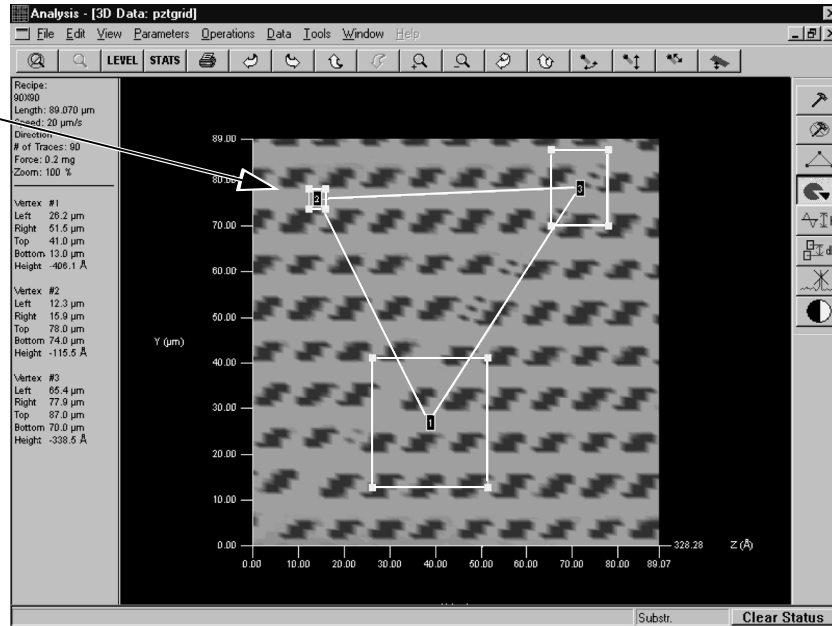 Analysis - [3D Data: pztgrid]
File Edit View Parameters Operations Data Tools Window Help
LEVEL STATS
Recipe:
90X90
Length: 89.070 µm
Speed: 20 µm/s
Direction
# of Traces: 90
Force: 0.2 mg
Zoom: 100 %
Vertex #1
Left 26.2 µm
Right 51.5 µm
Top 41.0 µm
Bottom 13.0 µm
Height -406.1 Å
Vertex #2
Left 12.3 µm
Right 15.9 µm
Top 78.0 µm
Bottom 74.0 µm
Height -115.5 Å
Vertex #3
Left 65.4 µm
Right 77.9 µm
Top 87.0 µm
Bottom 70.0 µm
Height -338.5 Å
89.00
80.00
70.00
60.00
50.00
Y (µm)
40.00
30.00
20.00
10.00
0.00
2
3
1
328.28 Z (Å)
0.00 10.00 20.00 30.00 40.00 50.00 60.00 70.00 80.00 89.07
Substr.
Clear Status